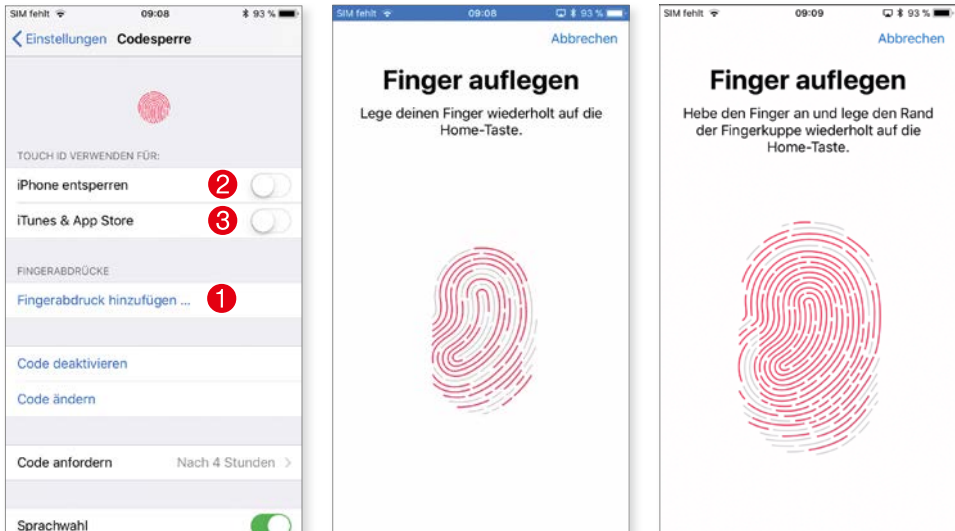 SIM fehlt 09:08 93 %
Einstellungen Codesperre
TOUCH ID VERWENDEN FÜR:
iPhone entsperren 2
iTunes & App Store 3
FINGERABDRÜCKE
Fingerabdruck hinzufügen ... 1
Code deaktivieren
Code ändern
Code anfordern Nach 4 Stunden
Sprachwahl
SIM fehlt 09:08 93 %
Abbrechen
Finger auflegen
Lege deinen Finger wiederholt auf die
Home-Taste.
SIM fehlt 09:09 93 %
Abbrechen
Finger auflegen
Hebe den Finger an und lege den Rand
der Fingerkuppe wiederholt auf die
Home-Taste.